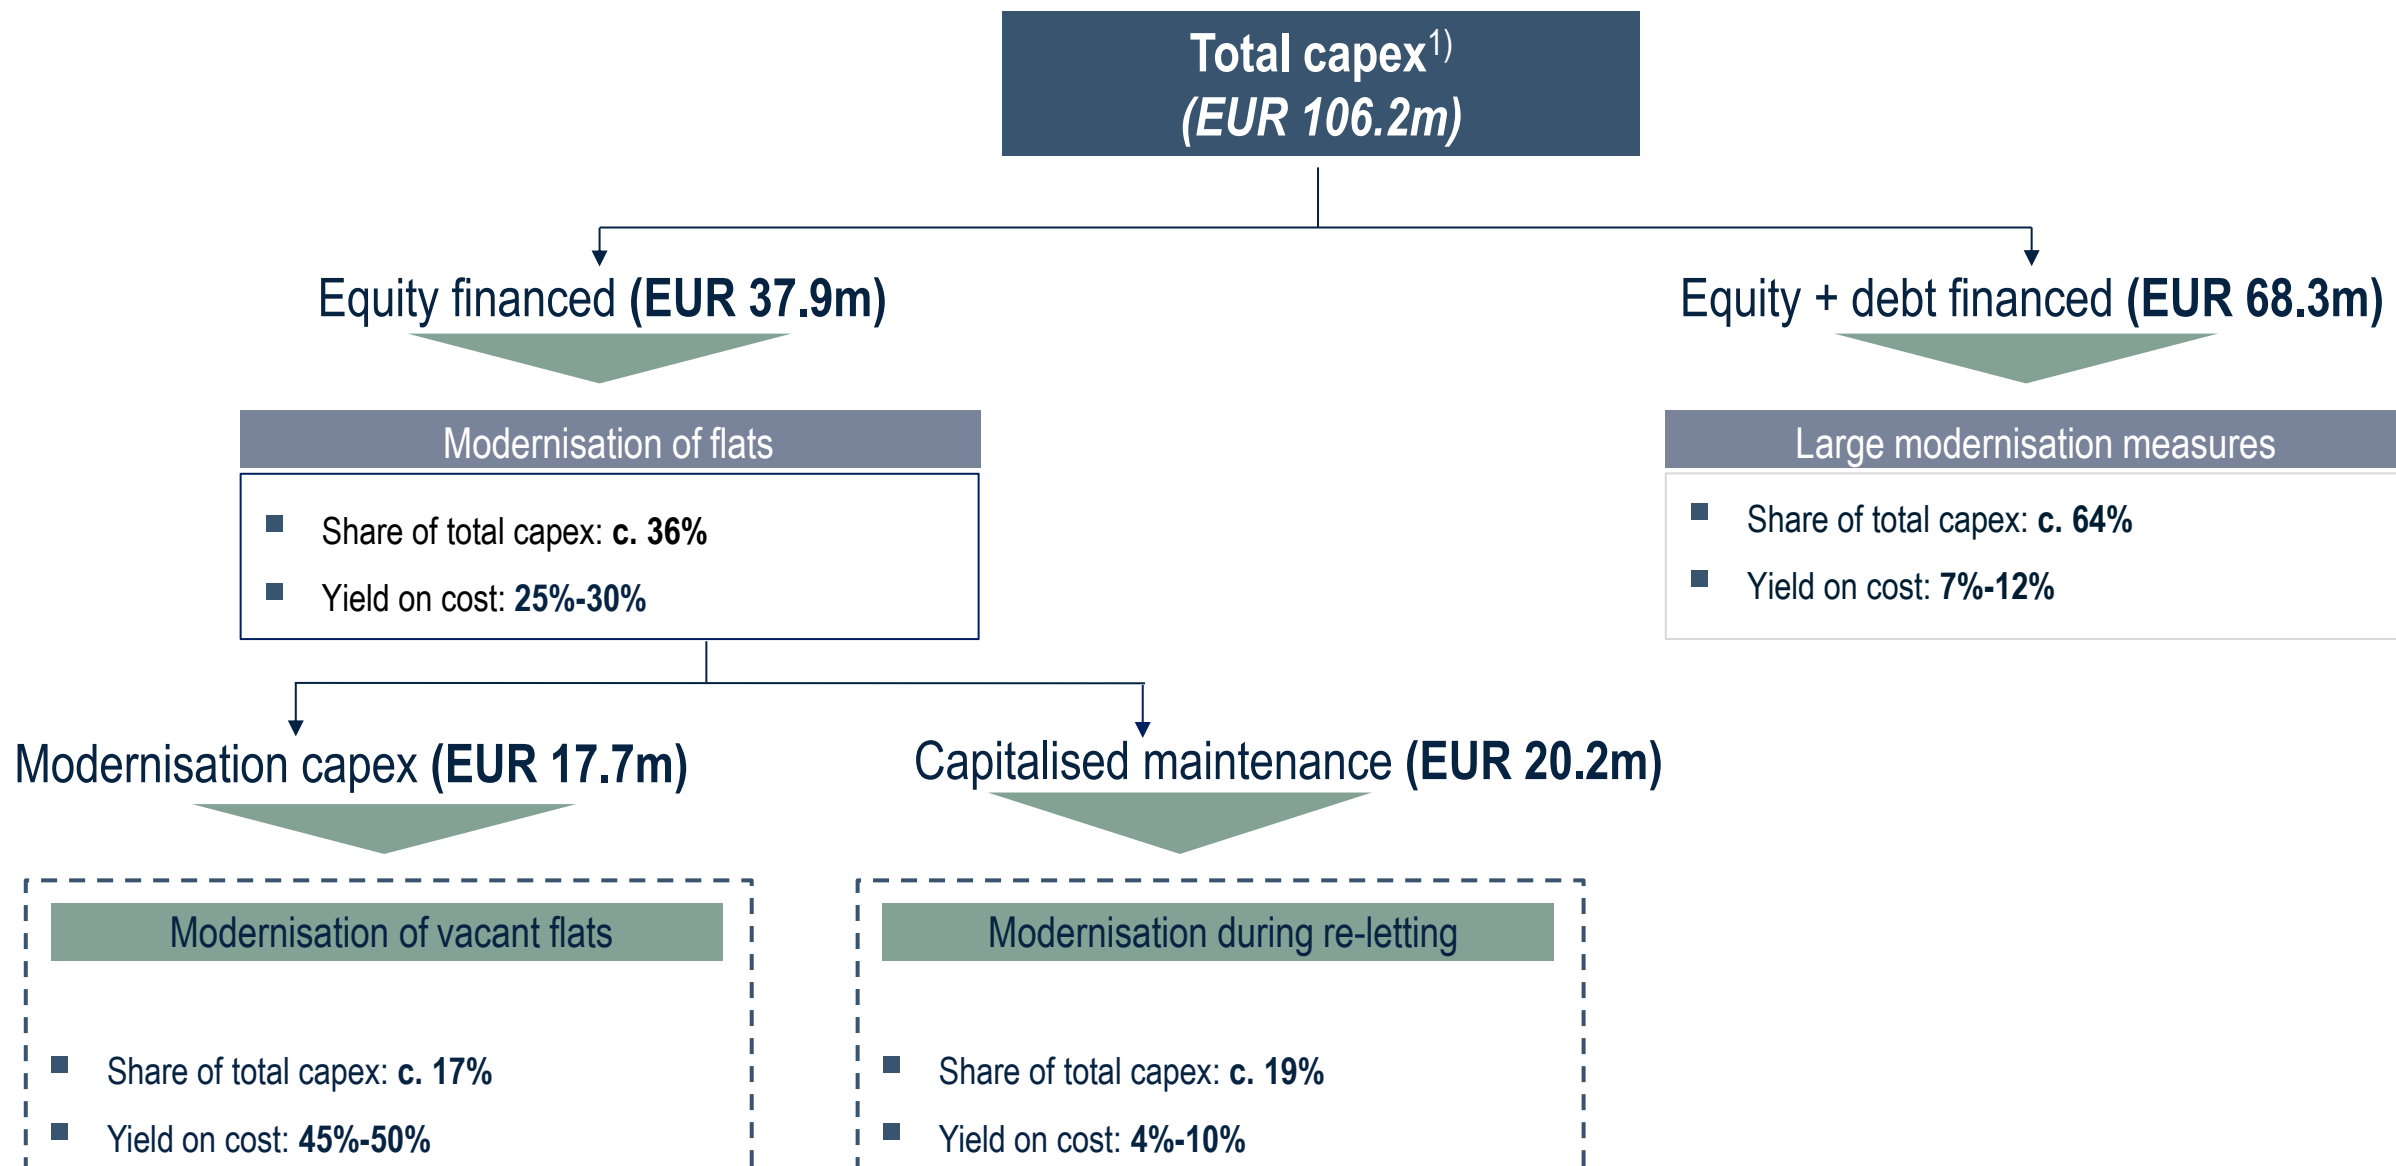 Total capex1)
(EUR 106.2m)
Equity financed (EUR 37.9m)
Equity + debt financed (EUR 68.3m)
Modernisation of flats
Share of total capex: c. 36%
Yield on cost: 25%-30%
Large modernisation measures
Share of total capex: c. 64%
Yield on cost: 7%-12%
Modernisation capex (EUR 17.7m)
Capitalised maintenance (EUR 20.2m)
Modernisation of vacant flats
Share of total capex: c. 17%
Yield on cost: 45%-50%
Modernisation during re-letting
Share of total capex: c. 19%
Yield on cost: 4%-10%